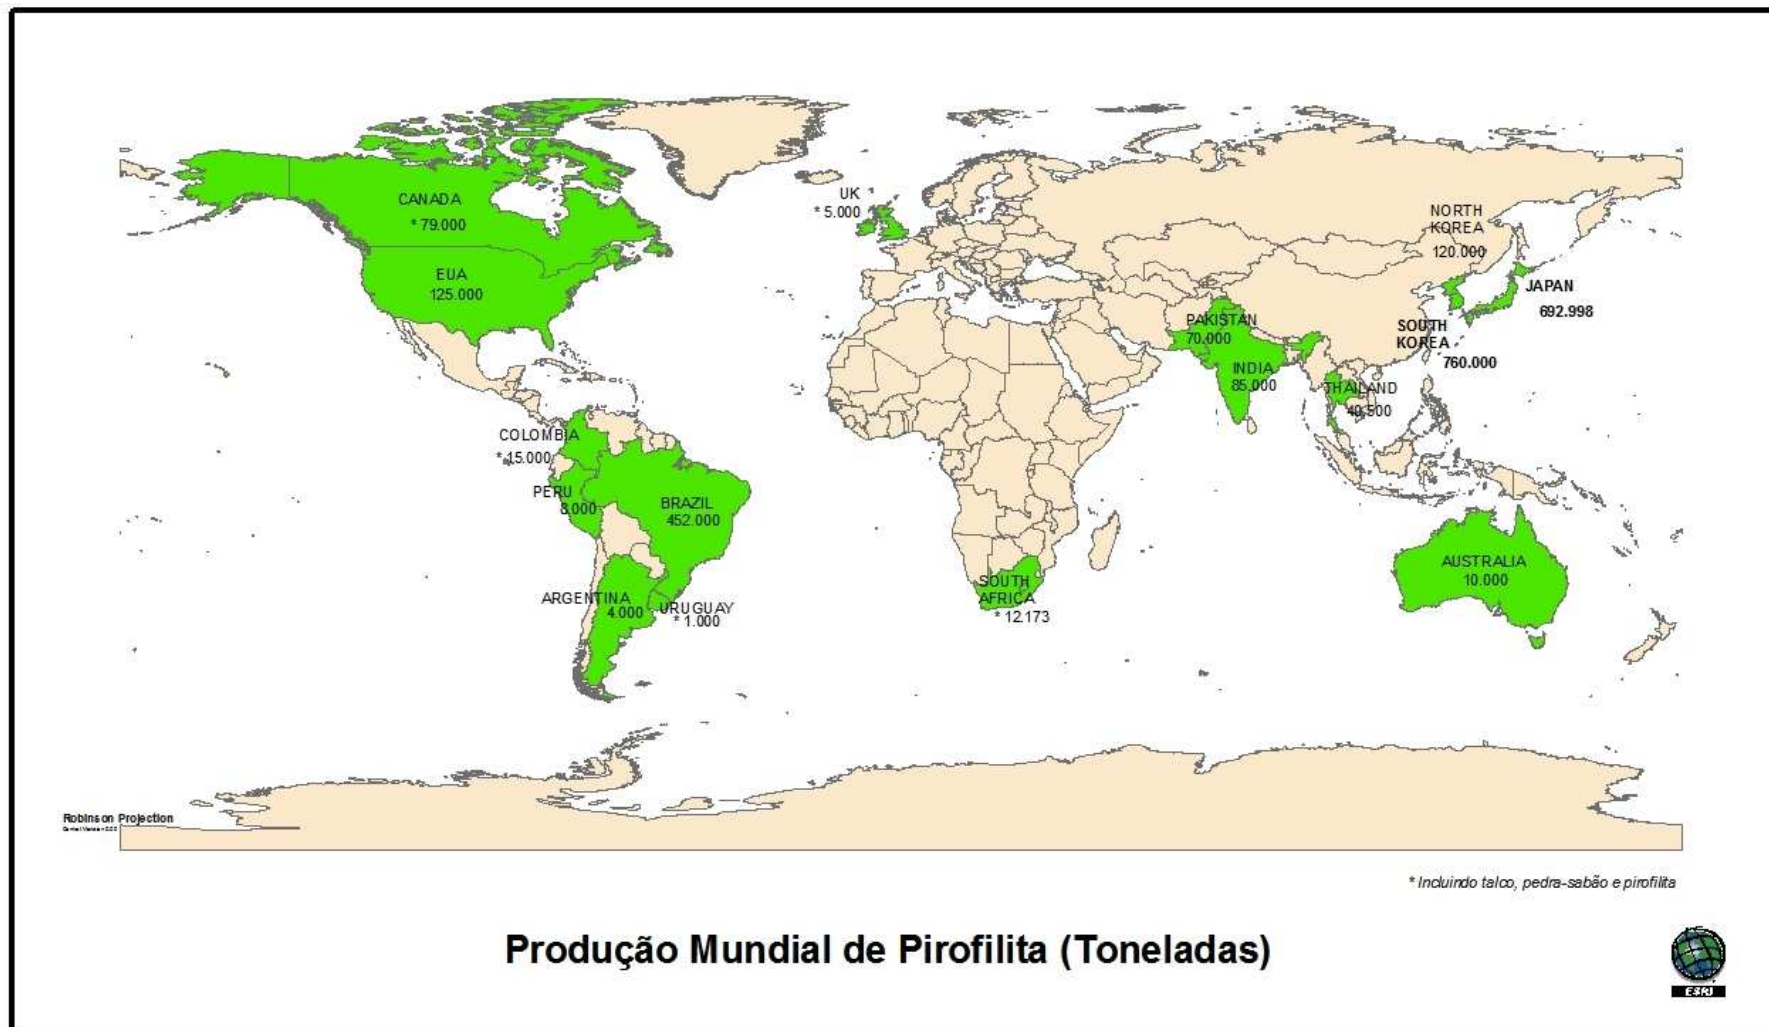 CANADA
* 79.000
EUA
125.000
UK
* 5.000
NORTH
KOREA
120.000
JAPAN
692.998
SOUTH
KOREA
760.000
PAKISTAN
70.000
INDIA
85.000
THAILAND
40.500
COLOMBIA
* 15.000
PERU
8.000
BRAZIL
452.000
ARGENTINA
4.000
URUGUAY
* 1.000
SOUTH
AFRICA
* 12.173
AUSTRALIA
10.000
Robinson Projection
* Incluindo talco, pedra-sabão e pirofilita
Produção Mundial de Pirofilita (Toneladas)
ESRI